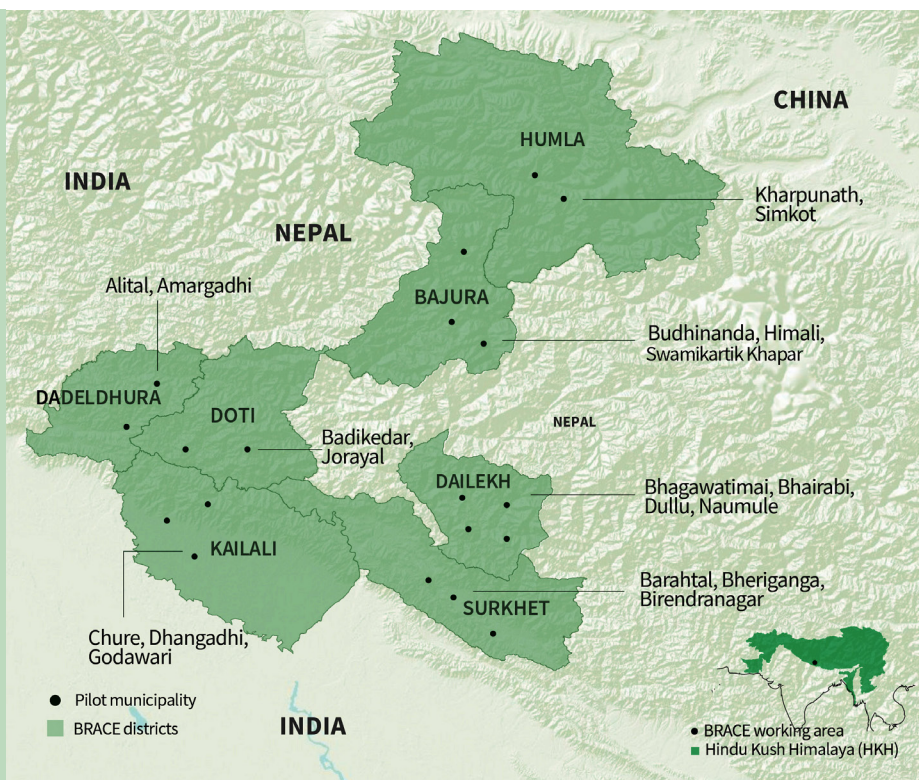 CHINA
HUMLA
INDIA
Kharpunath,
Simkot
NEPAL
Alital, Amargadhi
BAJURA
Budhinanda, Himali,
Swamikartik Khapar
DADELDHURA
DOTI
NEPAL
Badikedar,
Jorayal
DAILEKH
Bhagawatimai, Bhairabi,
Dullu, Naumule
KAILALI
Barahtal, Bheriganga,
Birendranagar
SURKHET
Chure, Dhangadhi,
Godawari
Pilot municipality
BRACE districts
INDIA
BRACE working area
Hindu Kush Himalaya (HKH)